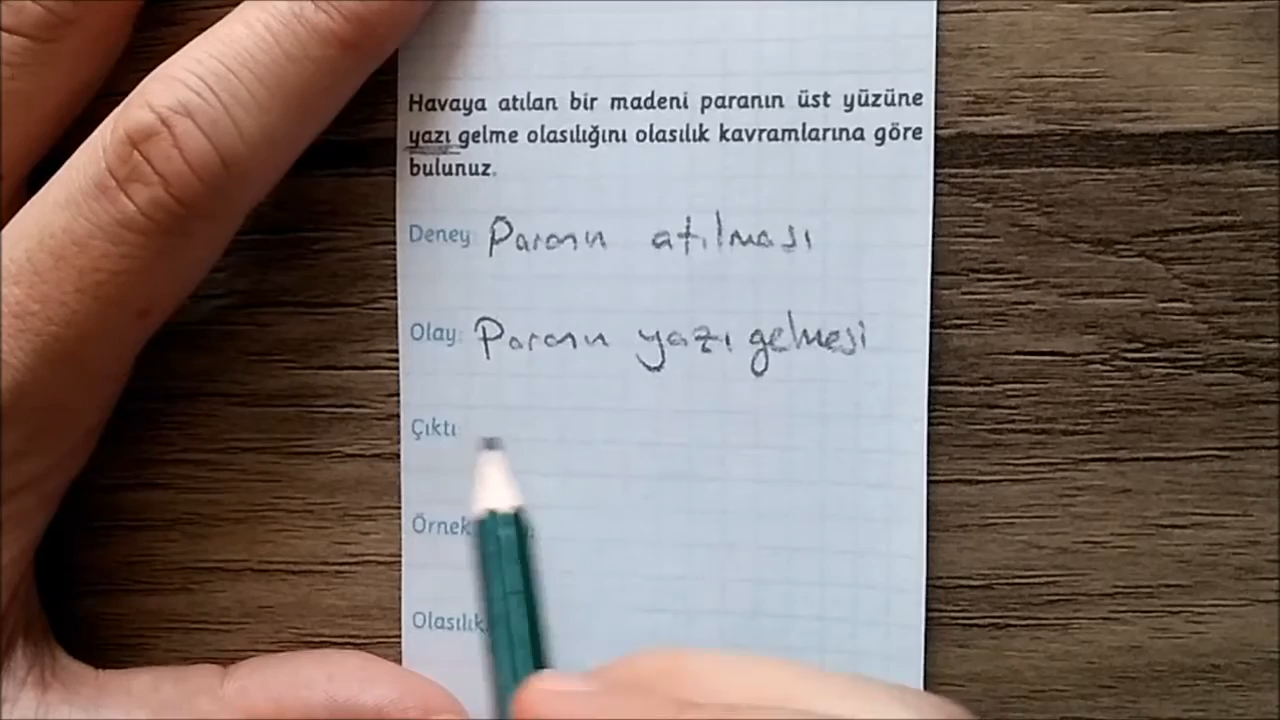 Havaya atılan bir madeni paranın üst yüzüne
yazı gelme olasılığını olasılık kavramlarına göre
bulunuz.
Deney: Paranın atılması
Olay: Paranın yazı gelmesi
Çıktı
Örnek
Olasılık